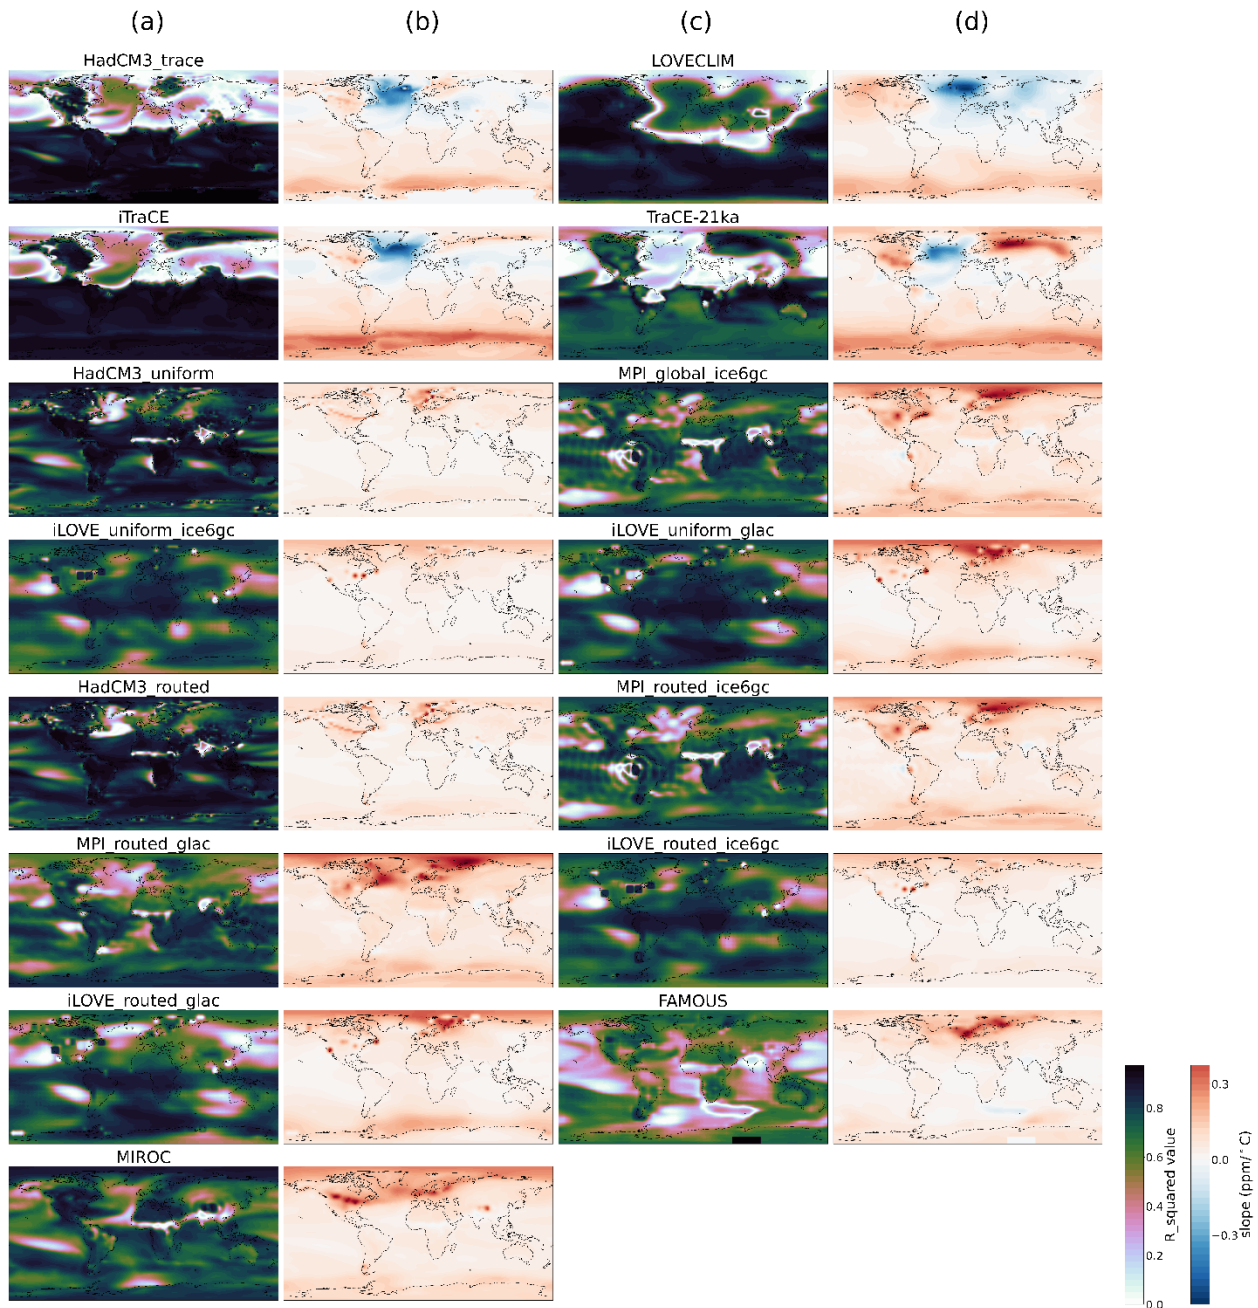 (a) (b) (c) (d)
HadCM3_trace LOVECLIM
iTraCE TraCE-21ka
HadCM3_uniform MPI_global_ice6gc
iLOVE_uniform_ice6gc iLOVE_uniform_glac
HadCM3_routed MPI_routed_ice6gc
MPI_routed_glac iLOVE_routed_ice6gc
iLOVE_routed_glac FAMOUS
MIROC
0.8
0.6
0.4
0.2
0.0
R_squared value
0.3
0.0
−0.3
slope (ppm/°C)